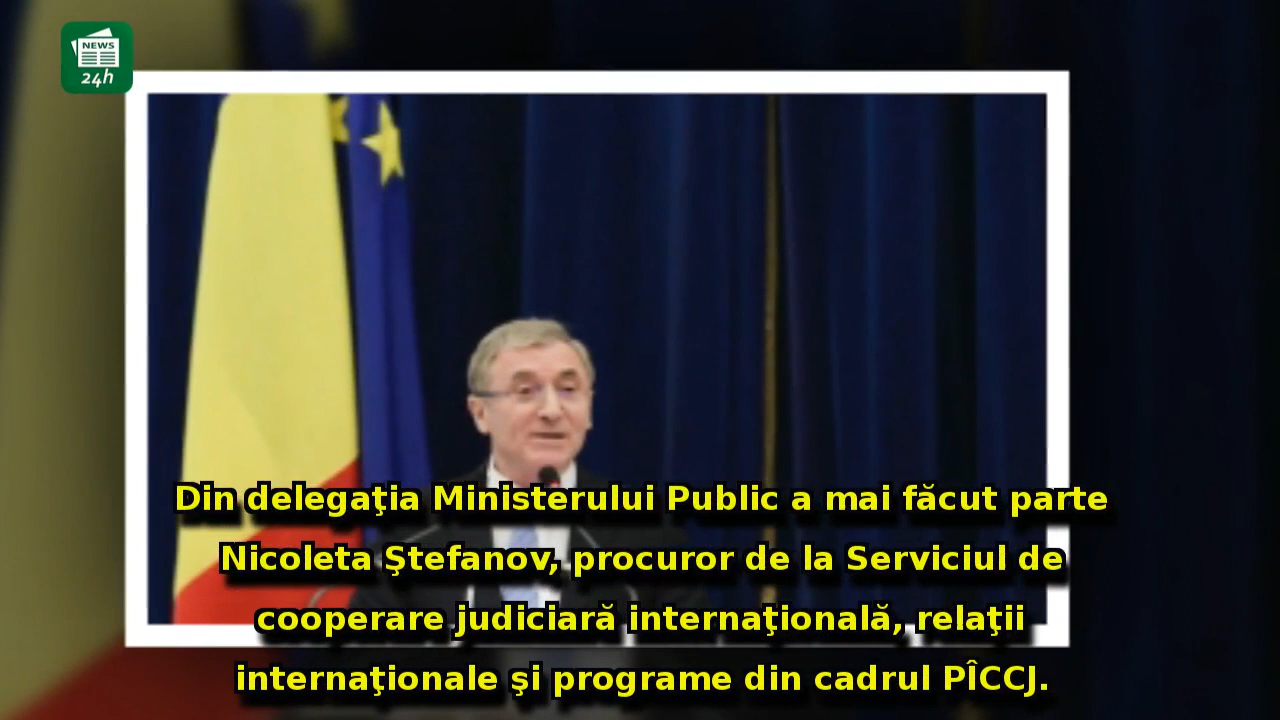 NEWS
24h
Din delegaţia Ministerului Public a mai făcut parte
Nicoleta Ştefanov, procuror de la Serviciul de
cooperare judiciară internaţională, relaţii
internaţionale şi programe din cadrul PÎCCJ.